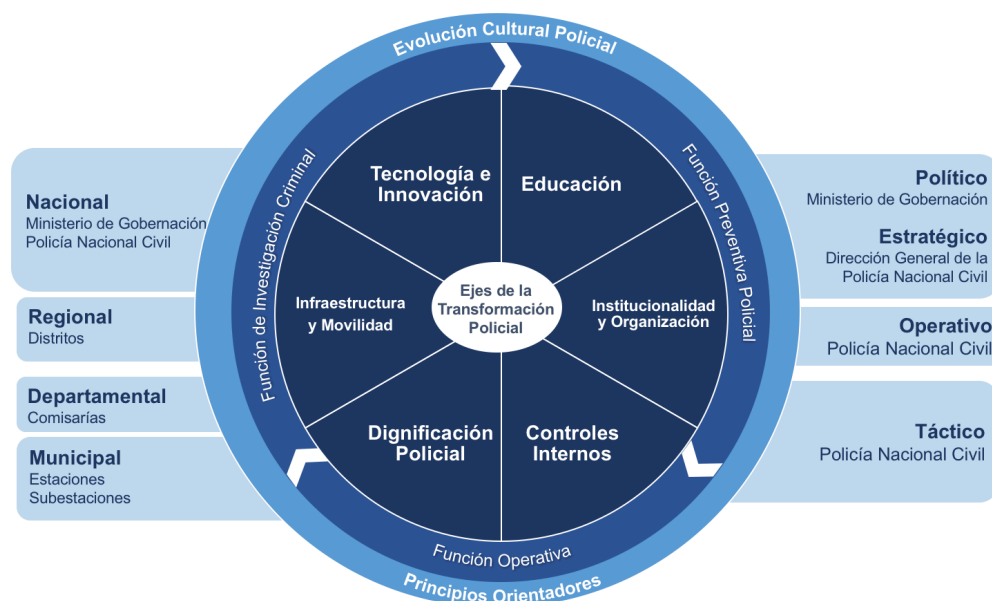 Evolución Cultural Policial
Función de Investigación Criminal
Función Preventiva Policial
Función Operativa
Principios Orientadores
Tecnología e
Innovación
Educación
Infraestructura
y Movilidad
Ejes de la
Transformación
Policial
Institucionalidad
y Organización
Dignificación
Policial
Controles
Internos
Nacional
Ministerio de Gobernación
Policía Nacional Civil
Regional
Distritos
Departamental
Comisarías
Municipal
Estaciones
Subestaciones
Político
Ministerio de Gobernación
Estratégico
Dirección General de la
Policía Nacional Civil
Operativo
Policía Nacional Civil
Táctico
Policía Nacional Civil